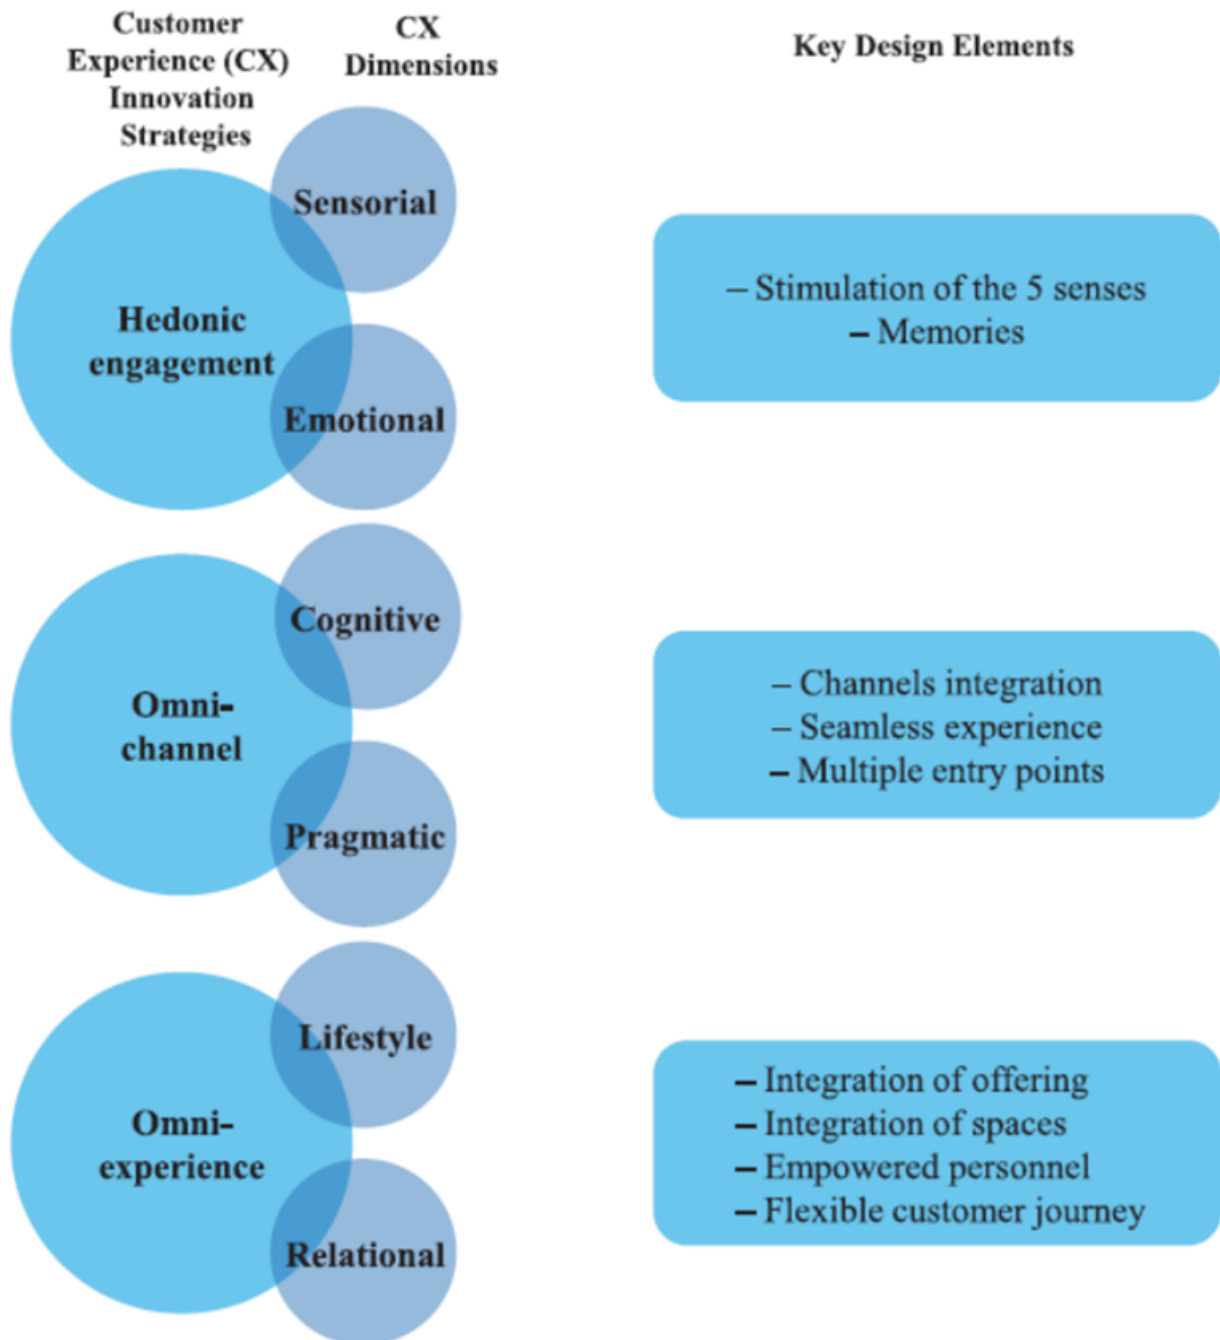 Customer
Experience (CX)
Innovation
Strategies
CX
Dimensions
Key Design Elements
Hedonic
engagement
Sensorial
Emotional
– Stimulation of the 5 senses
– Memories
Omni-
channel
Cognitive
Pragmatic
– Channels integration
– Seamless experience
– Multiple entry points
Omni-
experience
Lifestyle
Relational
– Integration of offering
– Integration of spaces
– Empowered personnel
– Flexible customer journey